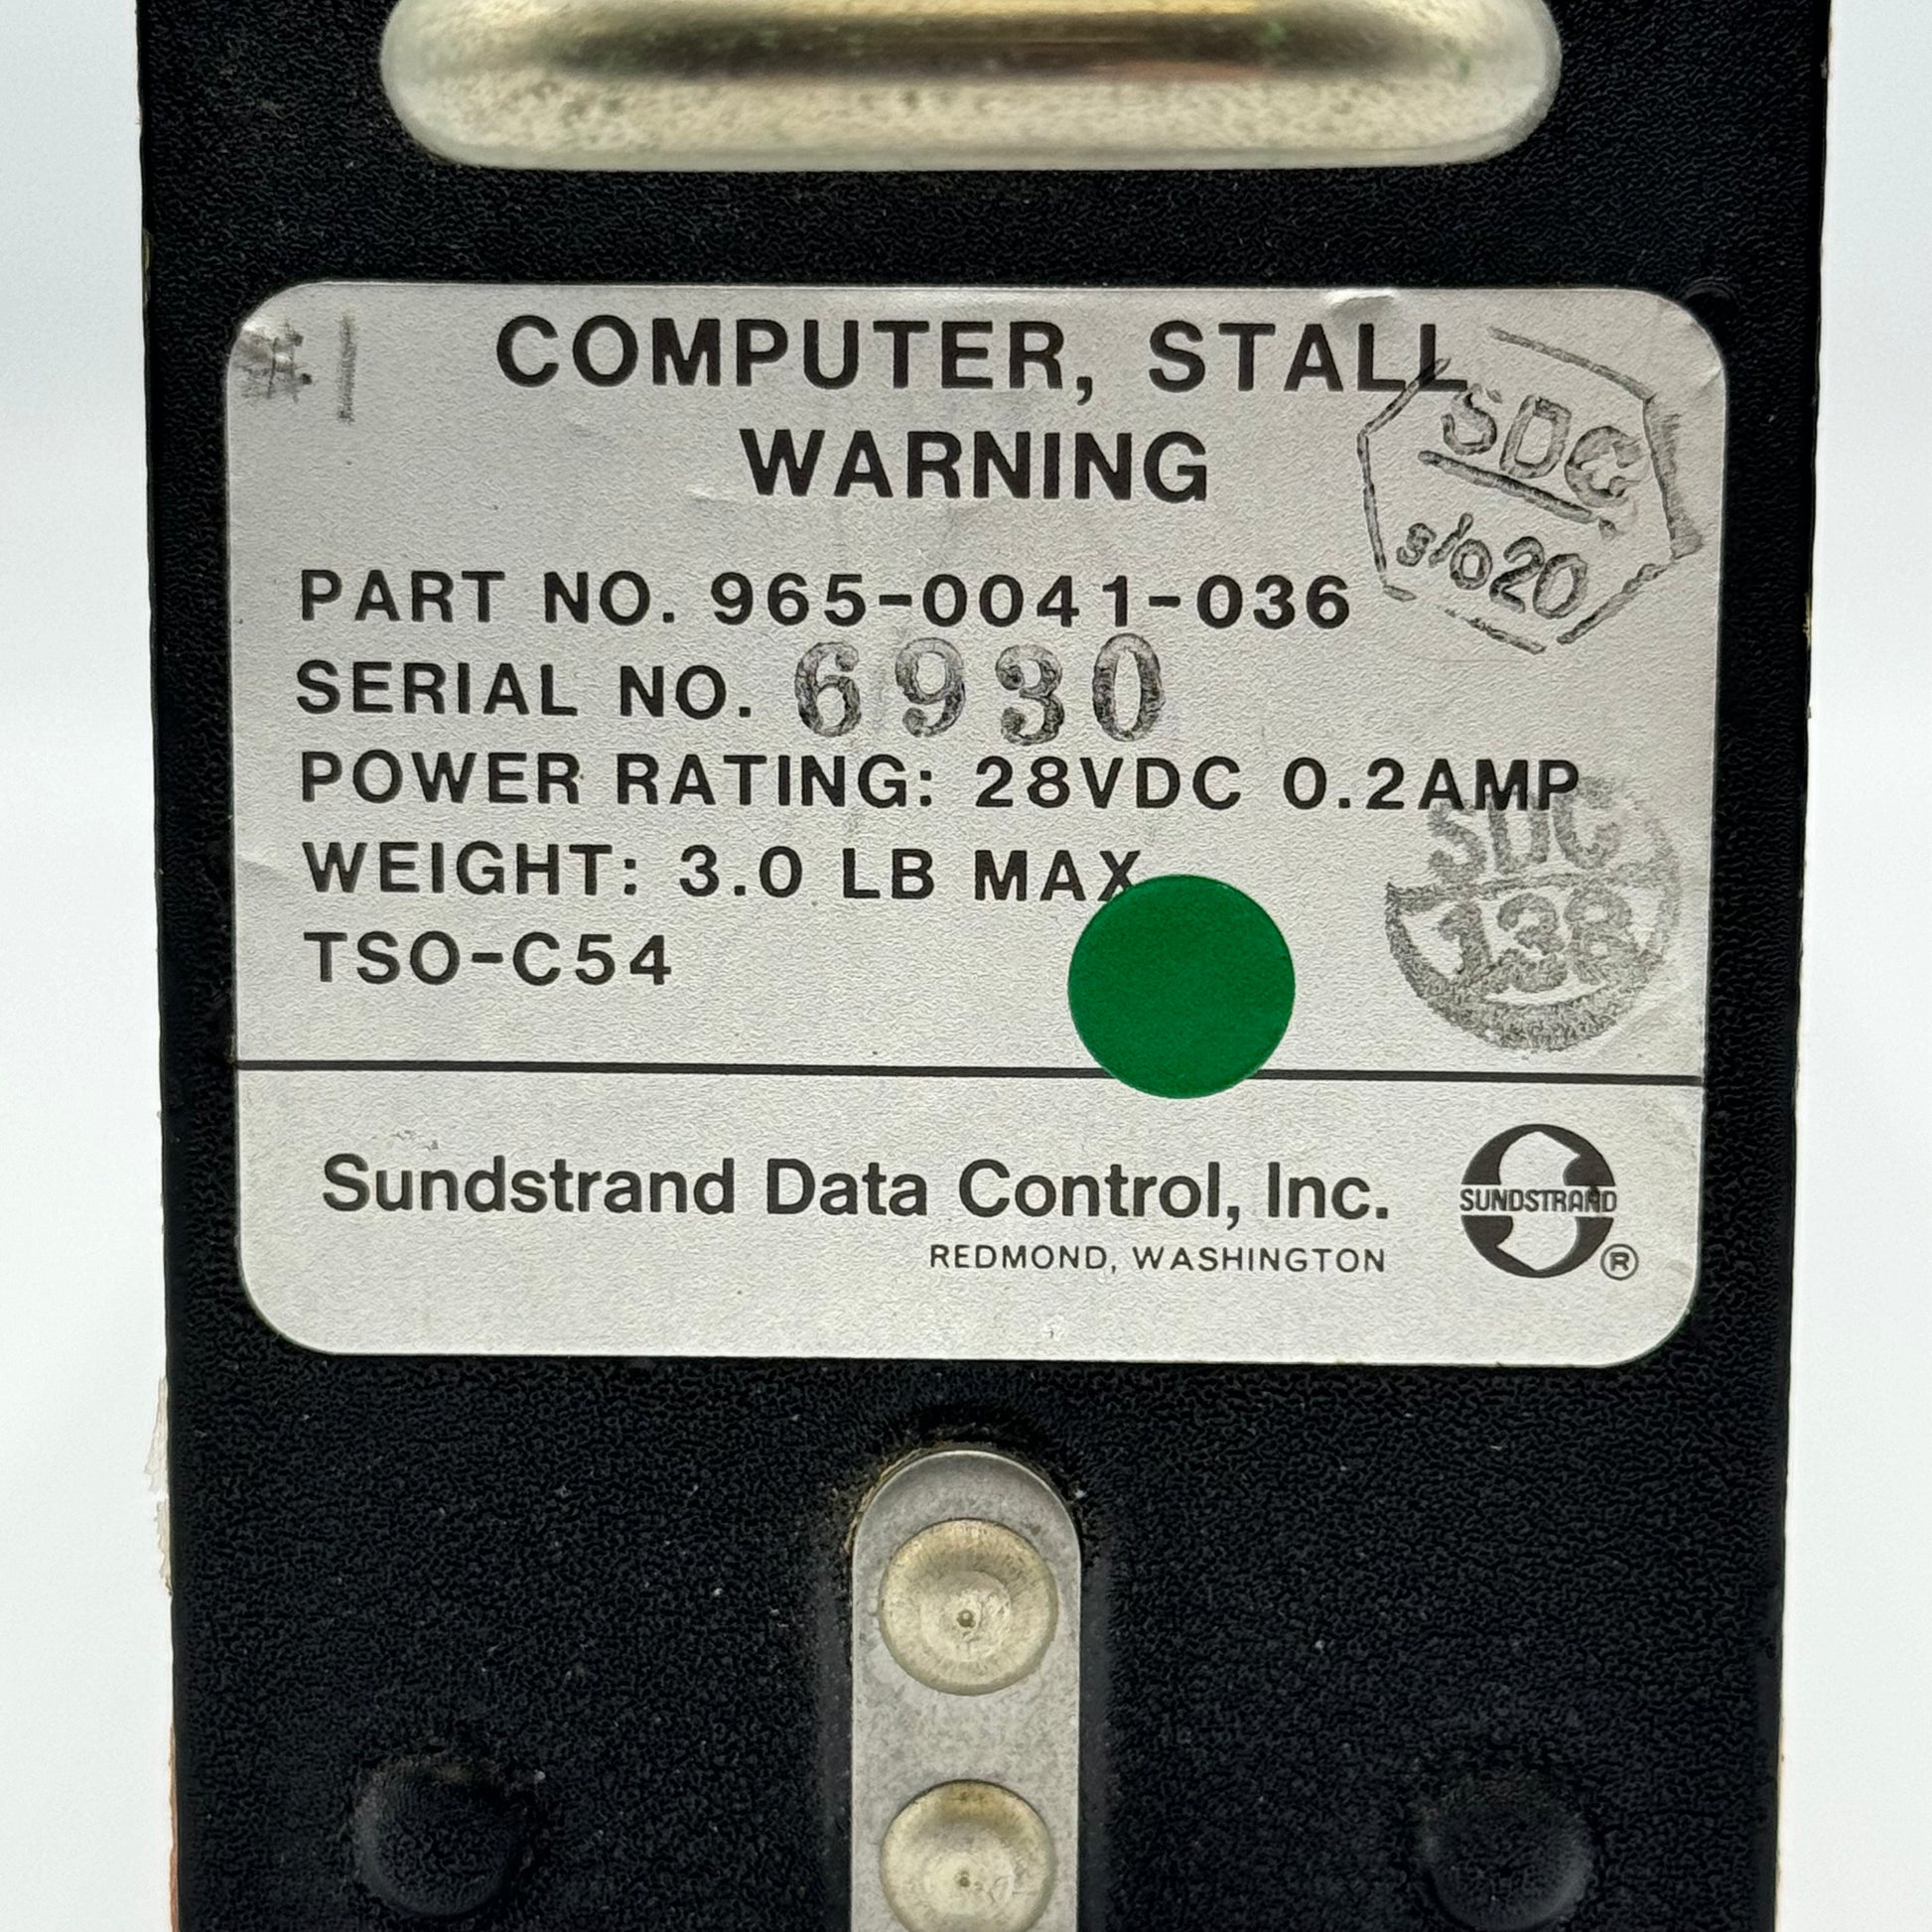 COMPUTER, STALL
WARNING
SDC
s/o20
PART NO. 965-0041-036
SERIAL NO. 6930
POWER RATING: 28VDC 0.2AMP
WEIGHT: 3.0 LB MAX
SDC
138
TSO-C54
Sundstrand Data Control, Inc.
REDMOND, WASHINGTON
SUNDSTRAND
®